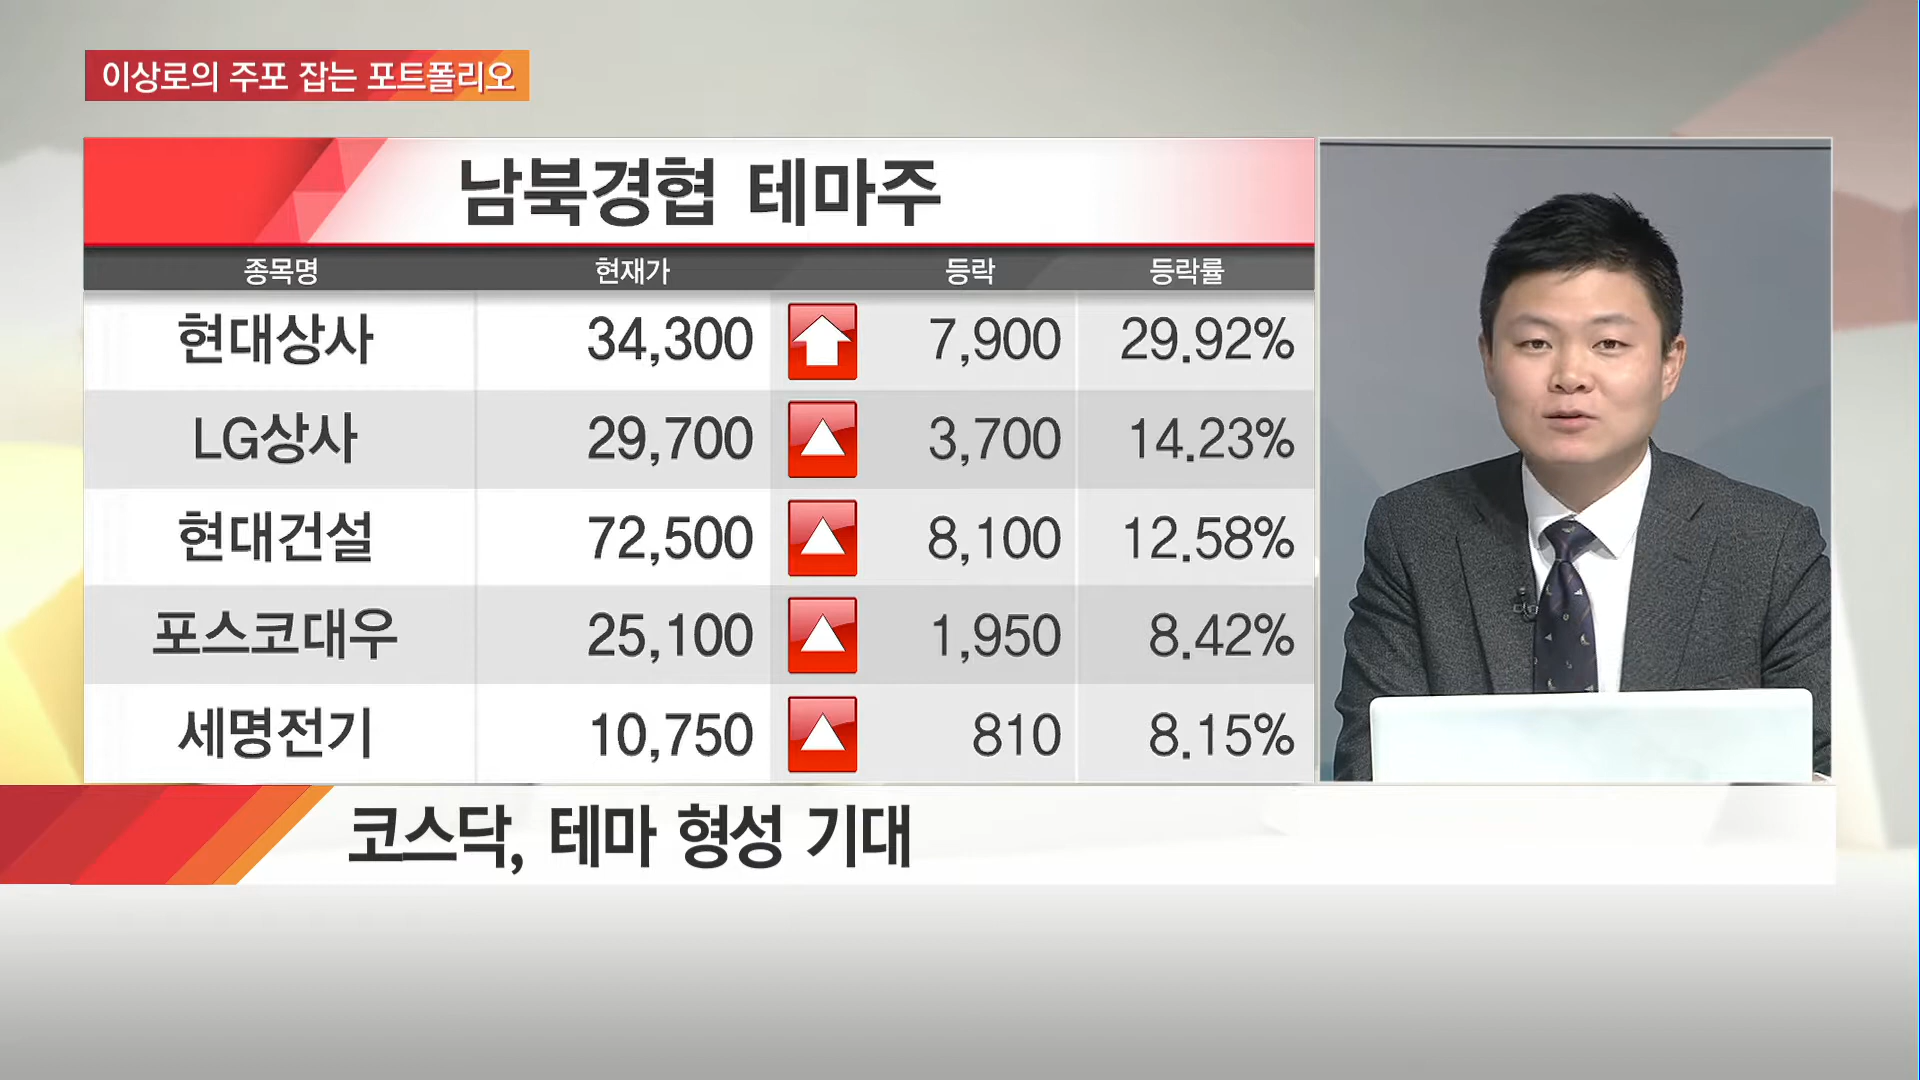 이상로의 주포 잡는 포트폴리오
남북경협 테마주
종목명 현재가 등락 등락률
현대상사 34,300 7,900 29.92%
LG상사 29,700 3,700 14.23%
현대건설 72,500 8,100 12.58%
포스코대우 25,100 1,950 8.42%
세명전기 10,750 810 8.15%
코스닥, 테마 형성 기대